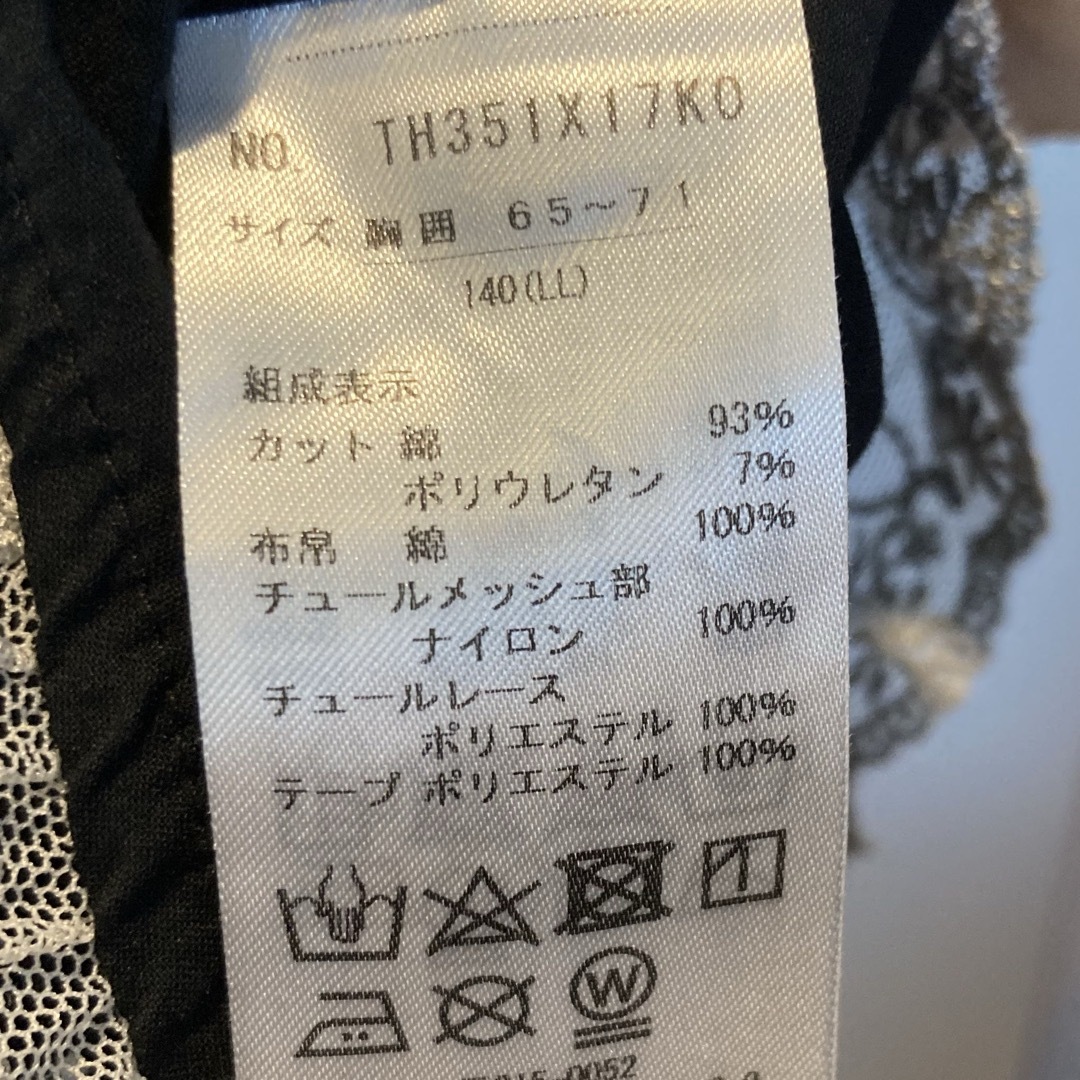 NO. TH351X17KO
サイズ 胸囲 65～71
140(LL)
組成表示
カット 綿 93%
ポリウレタン 7%
布帛 綿 100%
チュールメッシュ部
ナイロン 100%
チュールレース
ポリエステル 100%
テープ ポリエステル 100%
W
-0052